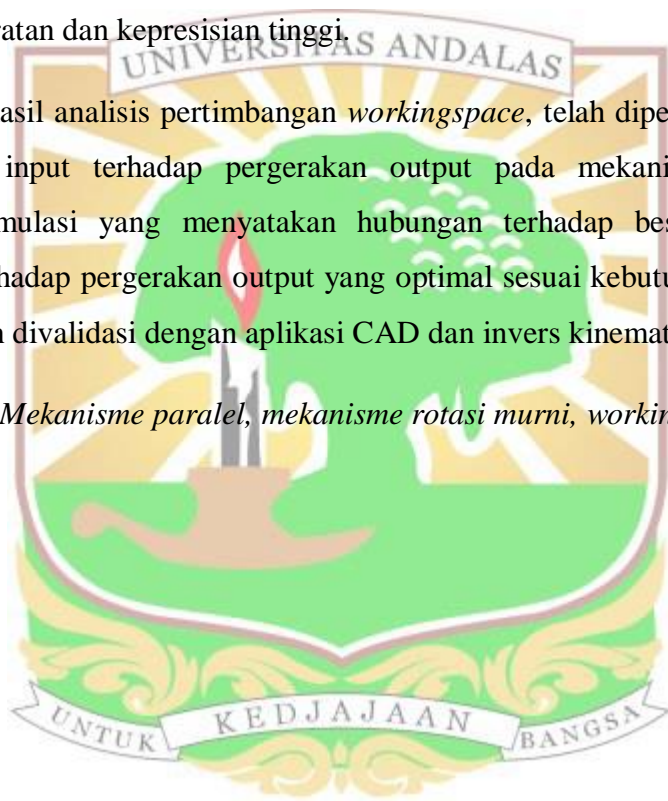 ratan dan kepresisian tinggi.
UNIVERSITAS ANDALAS
asil analisis pertimbangan workingspace, telah dipe
input terhadap pergerakan output pada mekani
mulasi yang menyatakan hubungan terhadap bes
hadap pergerakan output yang optimal sesuai kebutu
n divalidasi dengan aplikasi CAD dan invers kinemat
Mekanisme paralel, mekanisme rotasi murni, workin
UNTUK KEDJAJAAN BANGSA